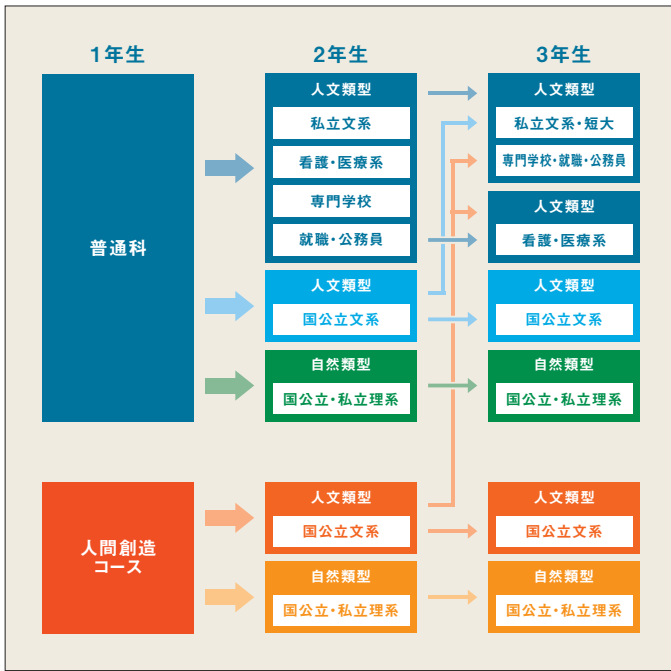 1年生
2年生
3年生
普通科
人文類型
私立文系
看護・医療系
専門学校
就職・公務員
人文類型
国公立文系
自然類型
国公立・私立理系
人文類型
私立文系・短大
専門学校・就職・公務員
人文類型
看護・医療系
人文類型
国公立文系
自然類型
国公立・私立理系
人間創造
コース
人文類型
国公立文系
自然類型
国公立・私立理系
人文類型
国公立文系
自然類型
国公立・私立理系